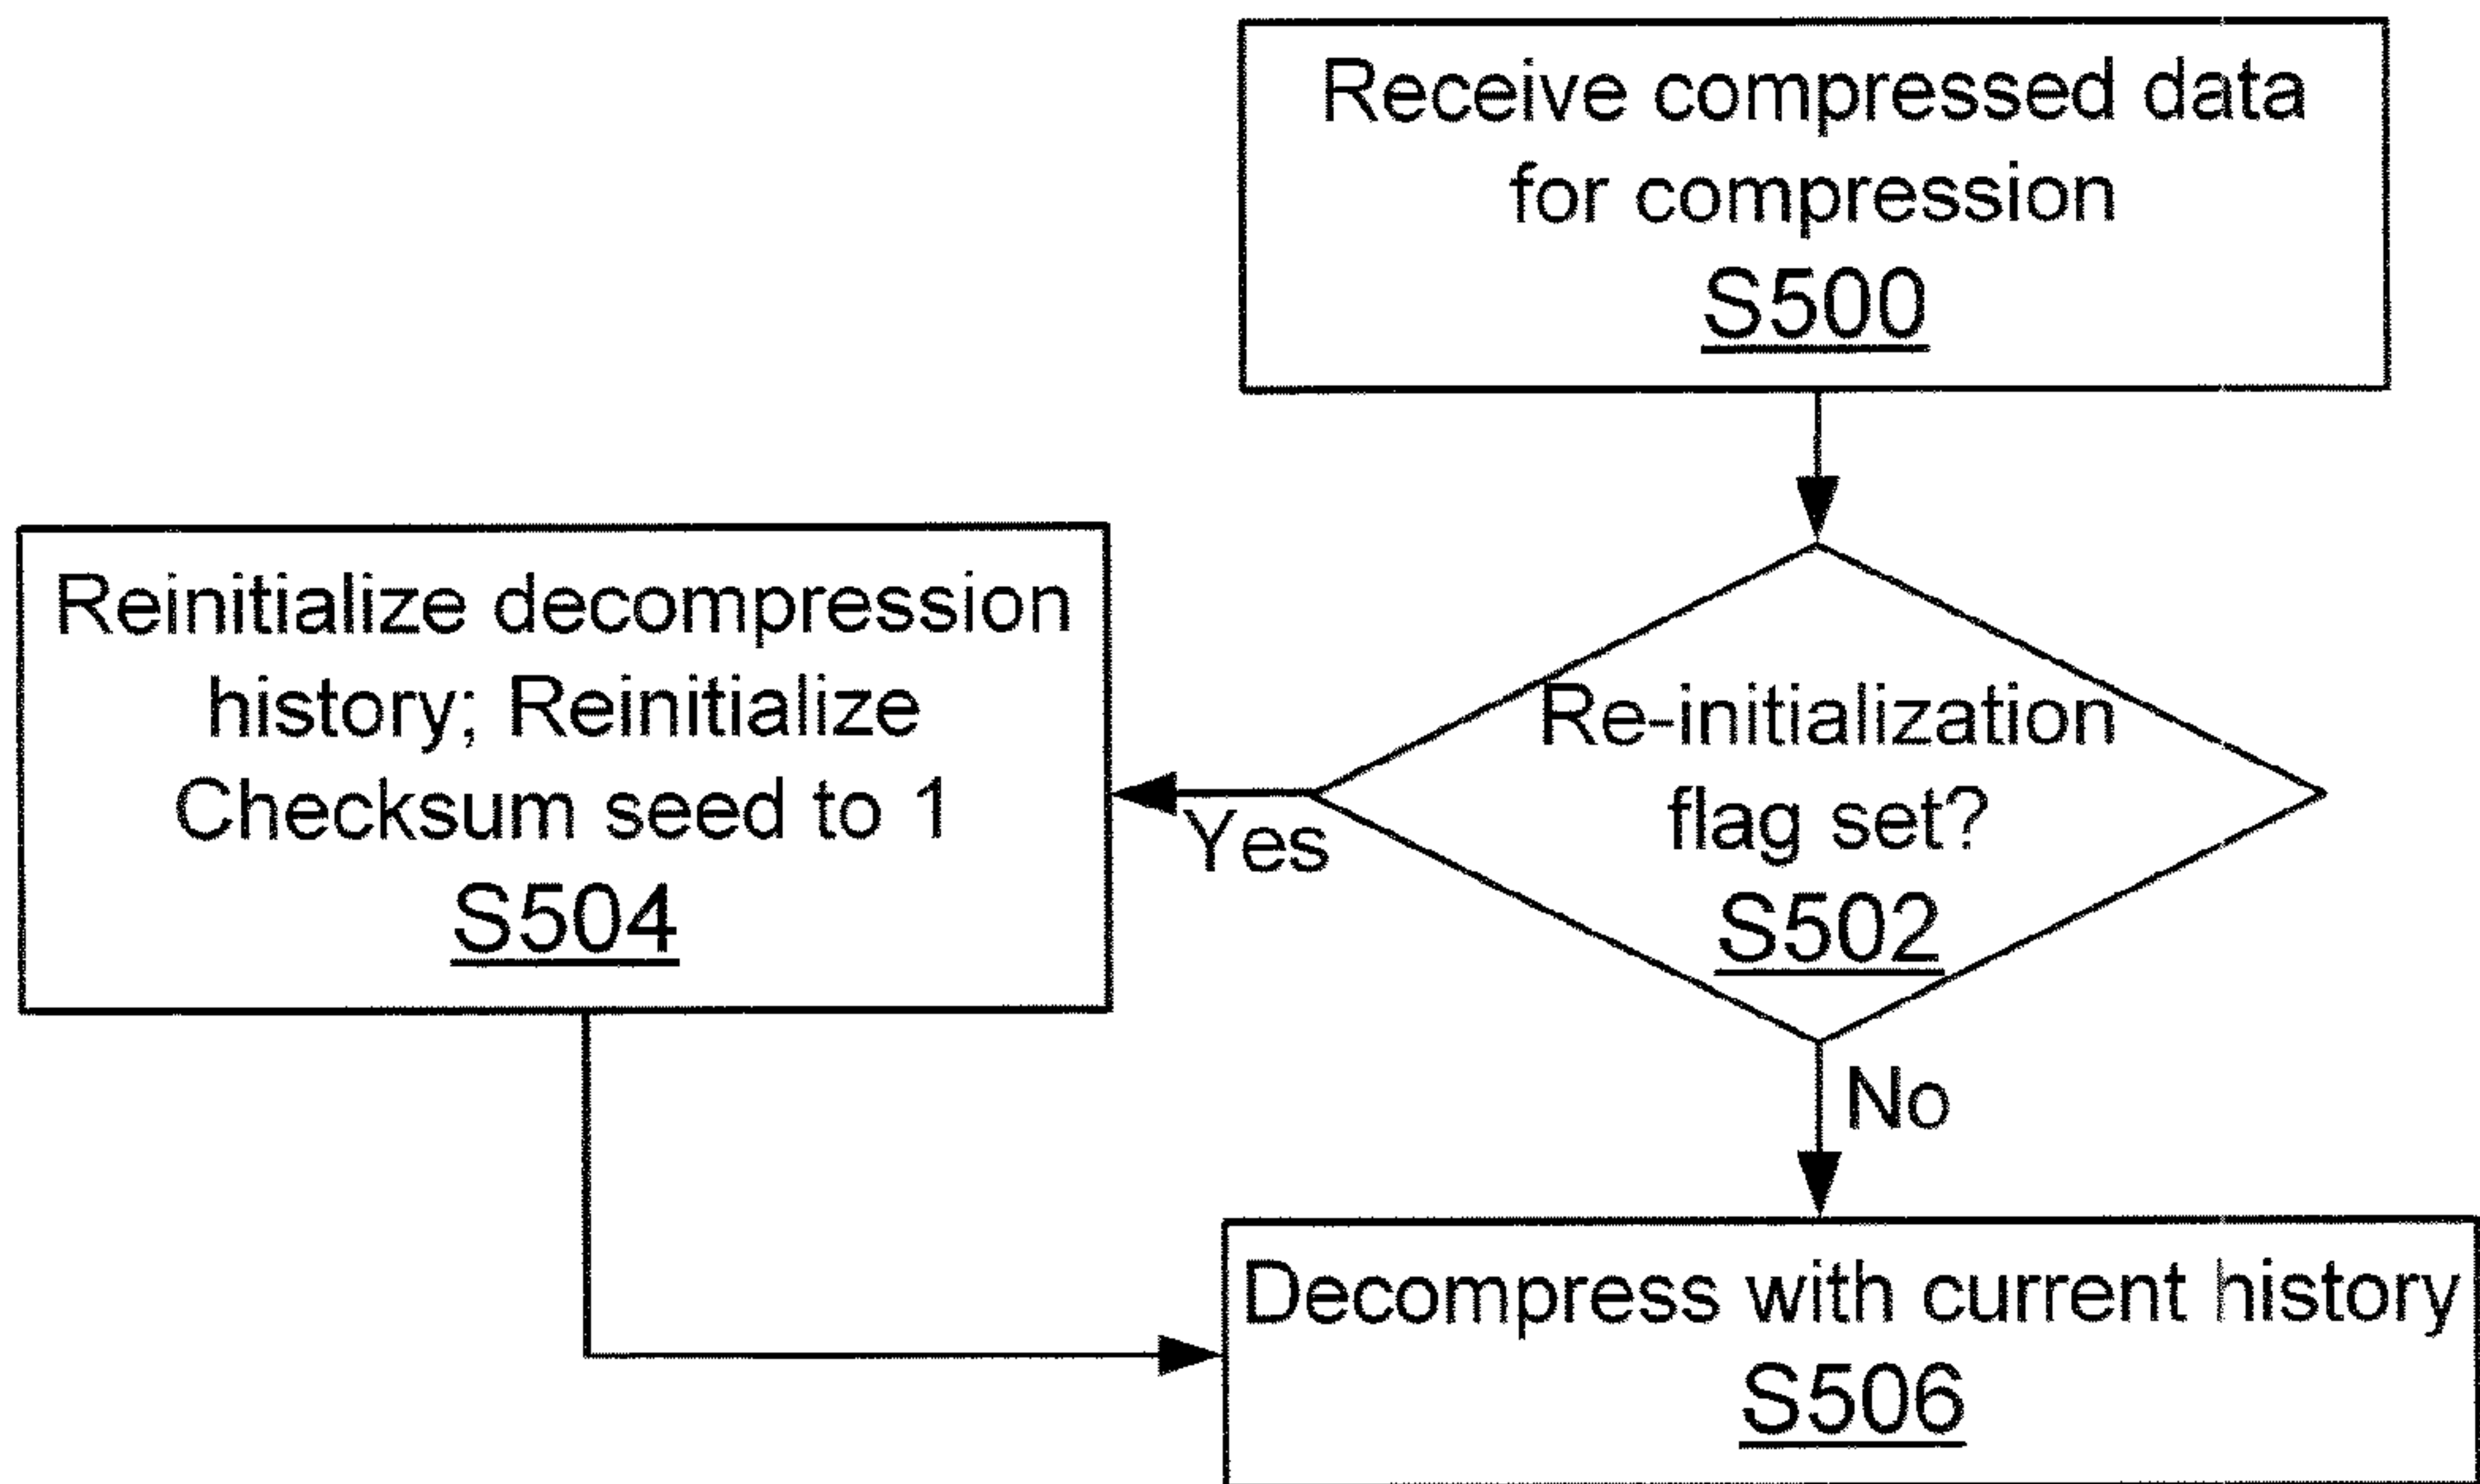 Receive compressed data
for compression
S500
Re-initialization
flag set?
S502
Yes
No
Reinitialize decompression
history; Reinitialize
Checksum seed to 1
S504
Decompress with current history
S506